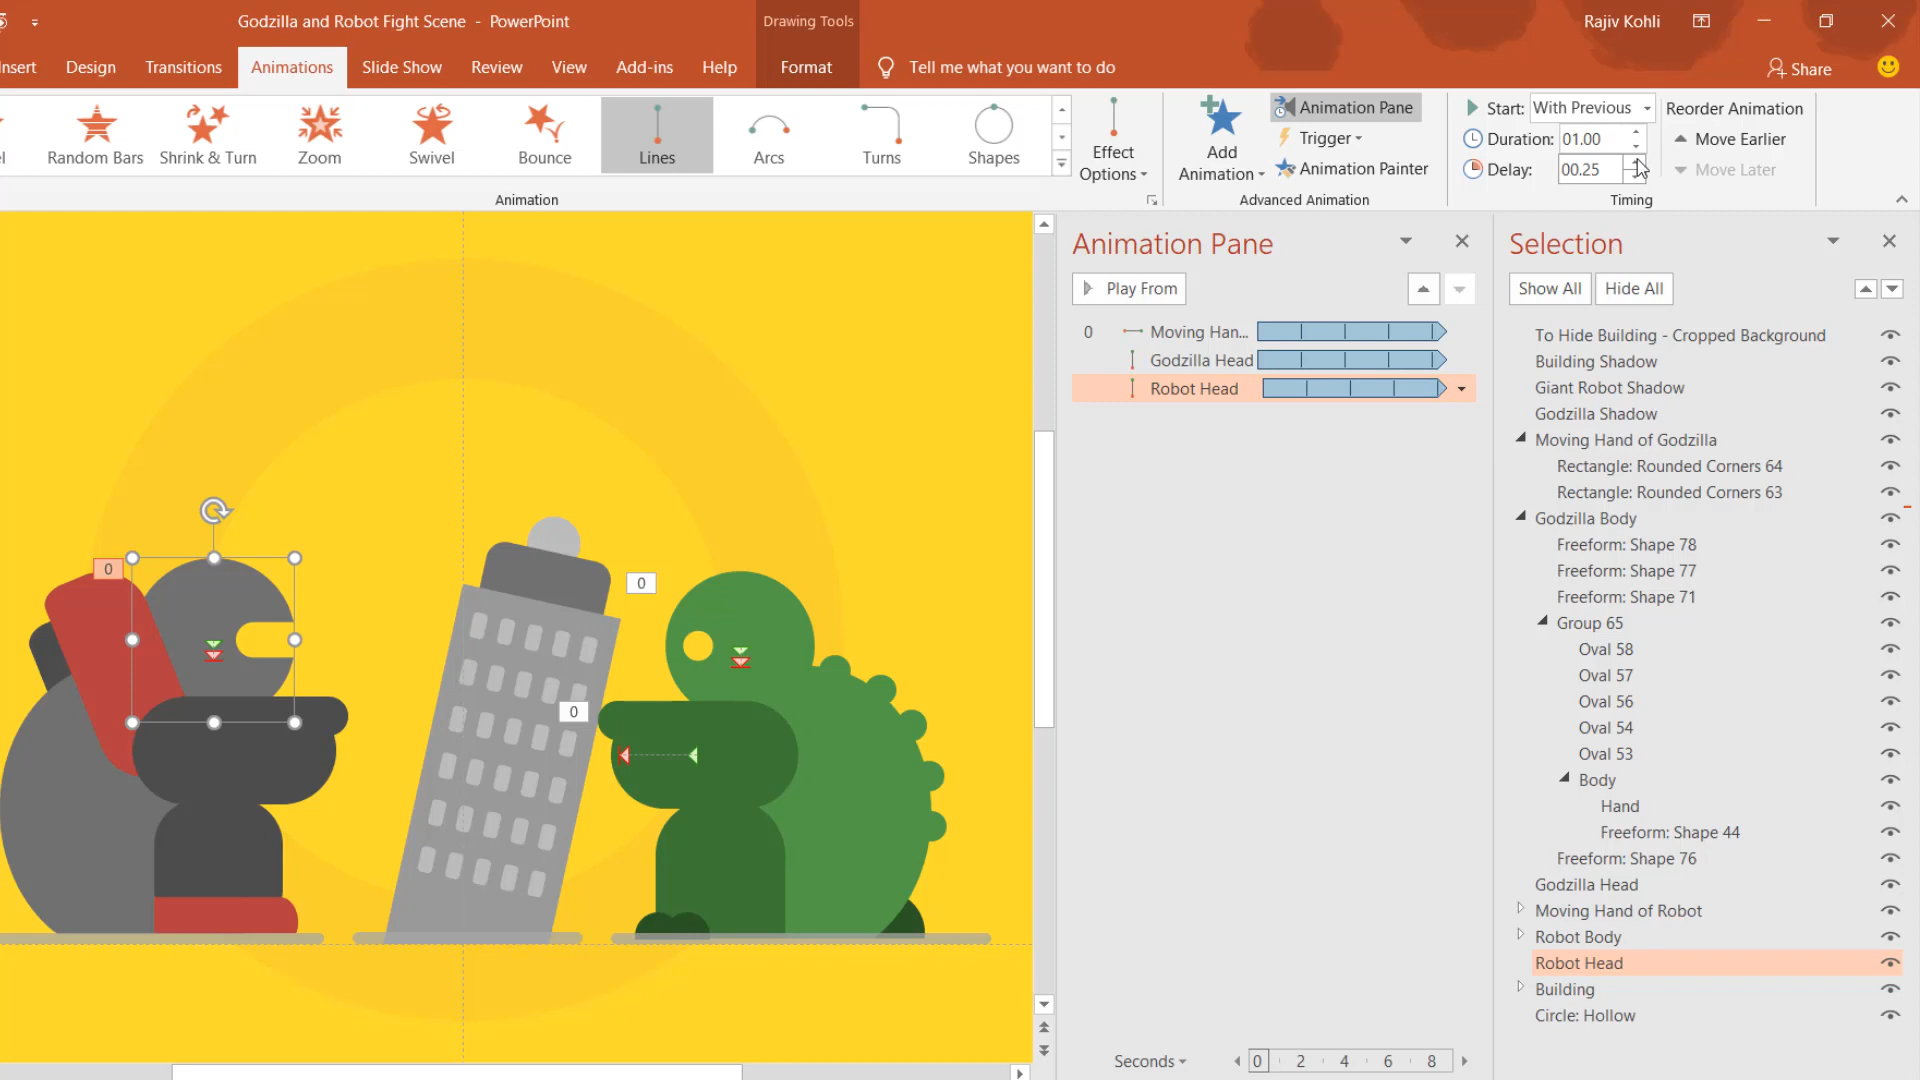 Godzilla and Robot Fight Scene - PowerPoint
Drawing Tools
Rajiv Kohli
nsert Design Transitions Animations Slide Show Review View Add-ins Help Format Tell me what you want to do Share
Random Bars Shrink & Turn Zoom Swivel Bounce Lines Arcs Turns Shapes
Effect Options
Add Animation
Animation Pane
Trigger
Animation Painter
Start: With Previous
Duration: 01.00
Delay: 00.25
Reorder Animation
Move Earlier
Move Later
Animation Advanced Animation Timing
Animation Pane
Play From
0 Moving Han...
Godzilla Head
Robot Head
Seconds 0 2 4 6 8
0
0
0
Selection
Show All Hide All
To Hide Building - Cropped Background
Building Shadow
Giant Robot Shadow
Godzilla Shadow
Moving Hand of Godzilla
Rectangle: Rounded Corners 64
Rectangle: Rounded Corners 63
Godzilla Body
Freeform: Shape 78
Freeform: Shape 77
Freeform: Shape 71
Group 65
Oval 58
Oval 57
Oval 56
Oval 54
Oval 53
Body
Hand
Freeform: Shape 44
Freeform: Shape 76
Godzilla Head
Moving Hand of Robot
Robot Body
Robot Head
Building
Circle: Hollow